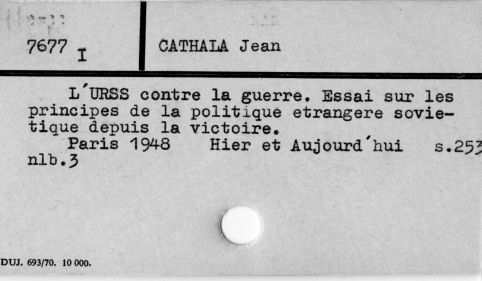 7677 I
CATHALA Jean
L'URSS contre la guerre. Essai sur les
principes de la politique etrangere sovie-
tique depuis la victoire.
Paris 1948 Hier et Aujourd'hui s.253
nlb.3
DUJ. 693/70. 10 000.